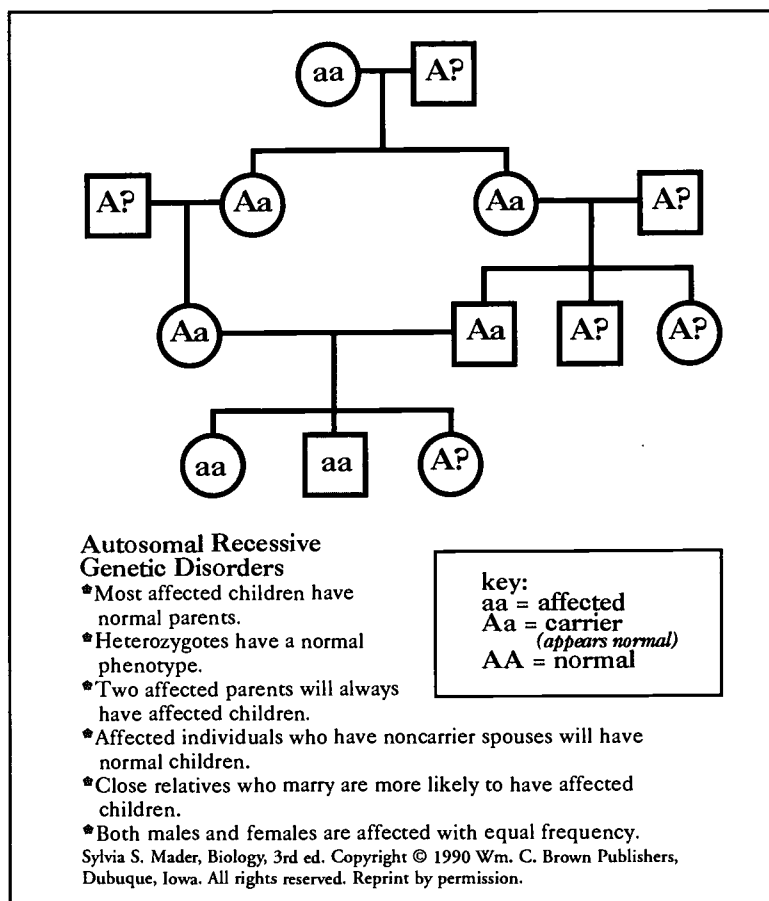 aa A?
A? Aa Aa A?
Aa Aa A? A?
aa aa A?
Autosomal Recessive
Genetic Disorders
*Most affected children have
normal parents.
*Heterozygotes have a normal
phenotype.
*Two affected parents will always
have affected children.
*Affected individuals who have noncarrier spouses will have
normal children.
*Close relatives who marry are more likely to have affected
children.
*Both males and females are affected with equal frequency.
Sylvia S. Mader, Biology, 3rd ed. Copyright © 1990 Wm. C. Brown Publishers,
Dubuque, Iowa. All rights reserved. Reprint by permission.
key:
aa = affected
Aa = carrier
(appears normal)
AA = normal